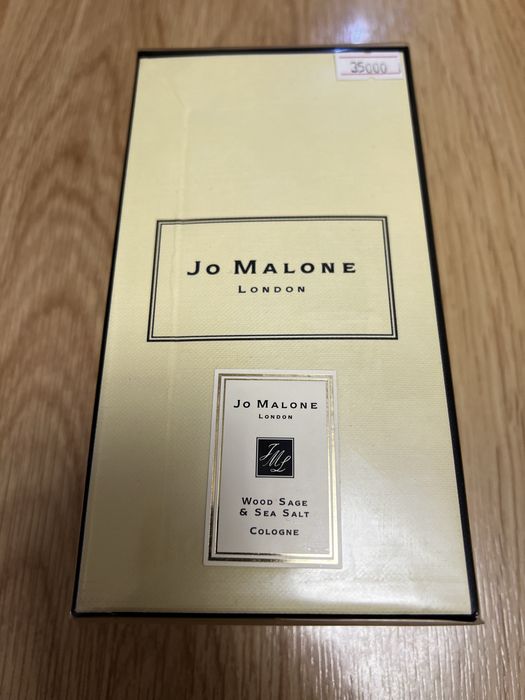 35000
JO MALONE
LONDON
JO MALONE
LONDON
JML
WOOD SAGE
& SEA SALT
COLOGNE